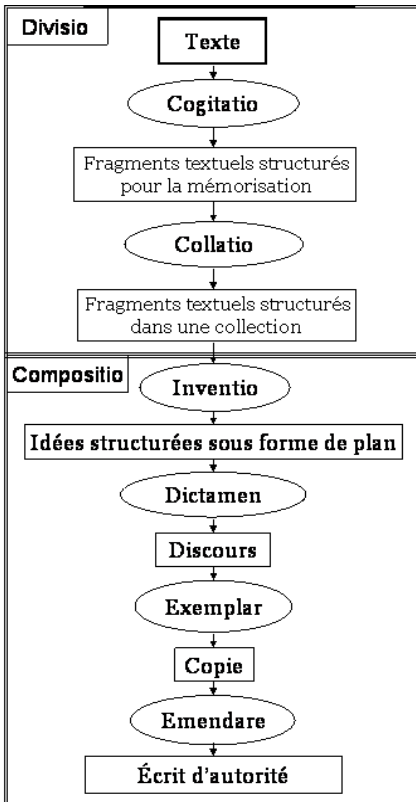 Divisio
Texte
Cogitatio
Fragments textuels structurés
pour la mémorisation
Collatio
Fragments textuels structurés
dans une collection
Compositio
Inventio
Idées structurées sous forme de plan
Dictamen
Discours
Exemplar
Copie
Emendare
Écrit d'autorité